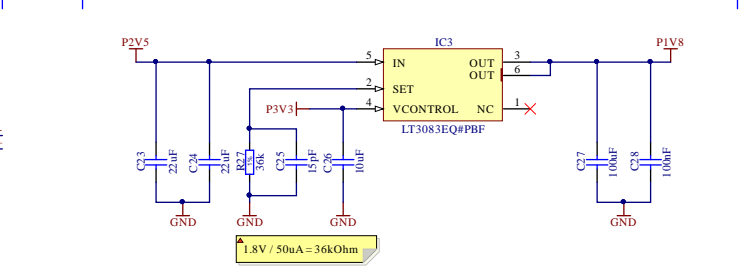 P2V5
IC3
P1V8
5
IN
OUT
3
OUT
6
2
SET
P3V3
4
VCONTROL
NC
1
LT3083EQ#PBF
C23
22uF
C24
22uF
R27
1%
36k
C25
15pF
C26
10uF
C27
100uF
C28
100nF
GND
GND
GND
GND
1.8V / 50uA = 36kOhm